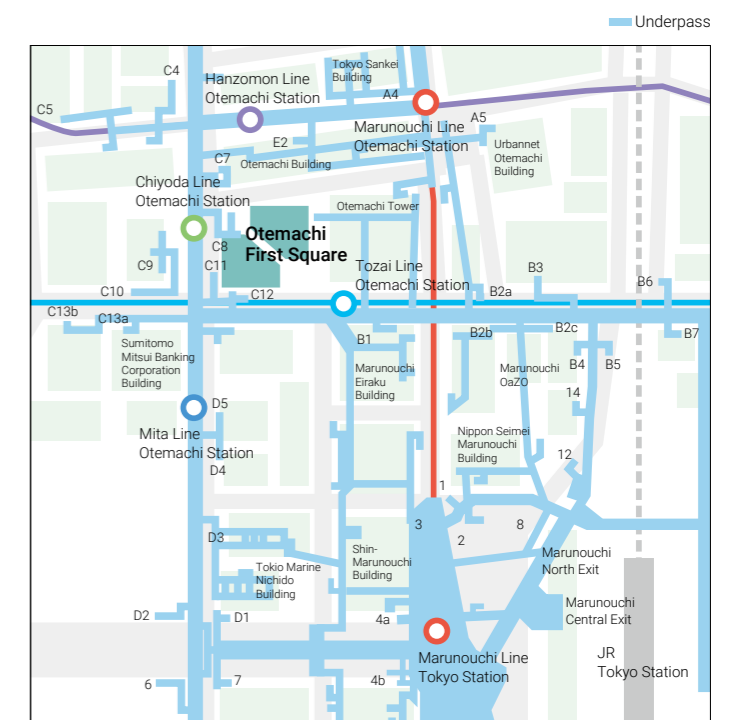 Underpass
C4
Tokyo Sankei
Building
Hanzomon Line
Otemachi Station
A4
C5
A5
Marunouchi Line
Otemachi Station
E2
Urbannet
Otemachi
Building
C7
Otemachi Building
Chiyoda Line
Otemachi Station
Otemachi Tower
Otemachi
First Square
C8
C9
C11
Tozai Line
Otemachi Station
B3
B6
C10
C12
B2a
C13b
C13a
B1
B2b
B2c
B7
Sumitomo
Mitsui Banking
Corporation
Building
Marunouchi
Eiraku
Building
Marunouchi
OaZO
B4
B5
14
D5
Mita Line
Otemachi Station
Nippon Seimei
Marunouchi
Building
12
D4
1
3
2
8
D3
Shin-
Marunouchi
Building
Marunouchi
North Exit
Tokio Marine
Nichido
Building
Marunouchi
Central Exit
D2
D1
4a
Marunouchi Line
Tokyo Station
JR
Tokyo Station
6
7
4b